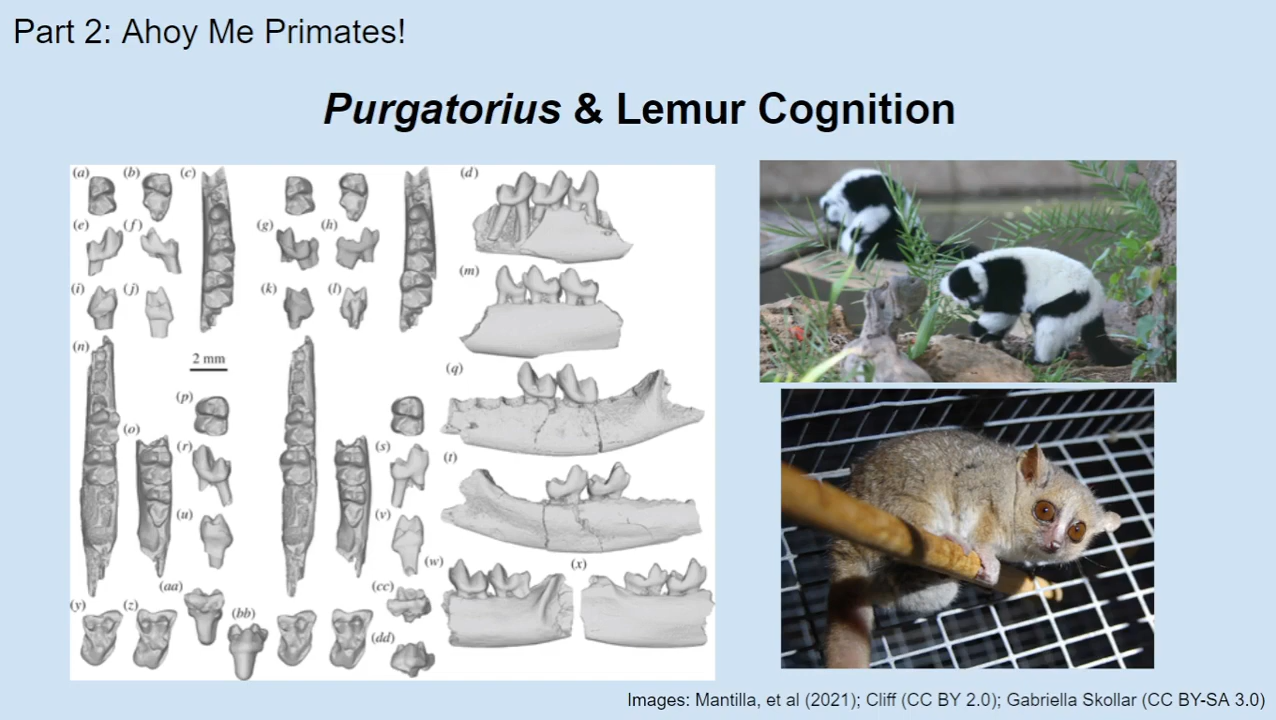 Part 2: Ahoy Me Primates!
Purgatorius & Lemur Cognition
(a) (b) (c) (d)
(e) (f) (g) (h)
(m)
(i) (j) (k) (l)
(n)
2 mm
(q)
(p)
(o)
(r) (s) (t)
(u) (v)
(w) (x)
(aa) (cc)
(y) (z) (bb)
(dd)
Images: Mantilla, et al (2021); Cliff (CC BY 2.0); Gabriella Skollar (CC BY-SA 3.0)